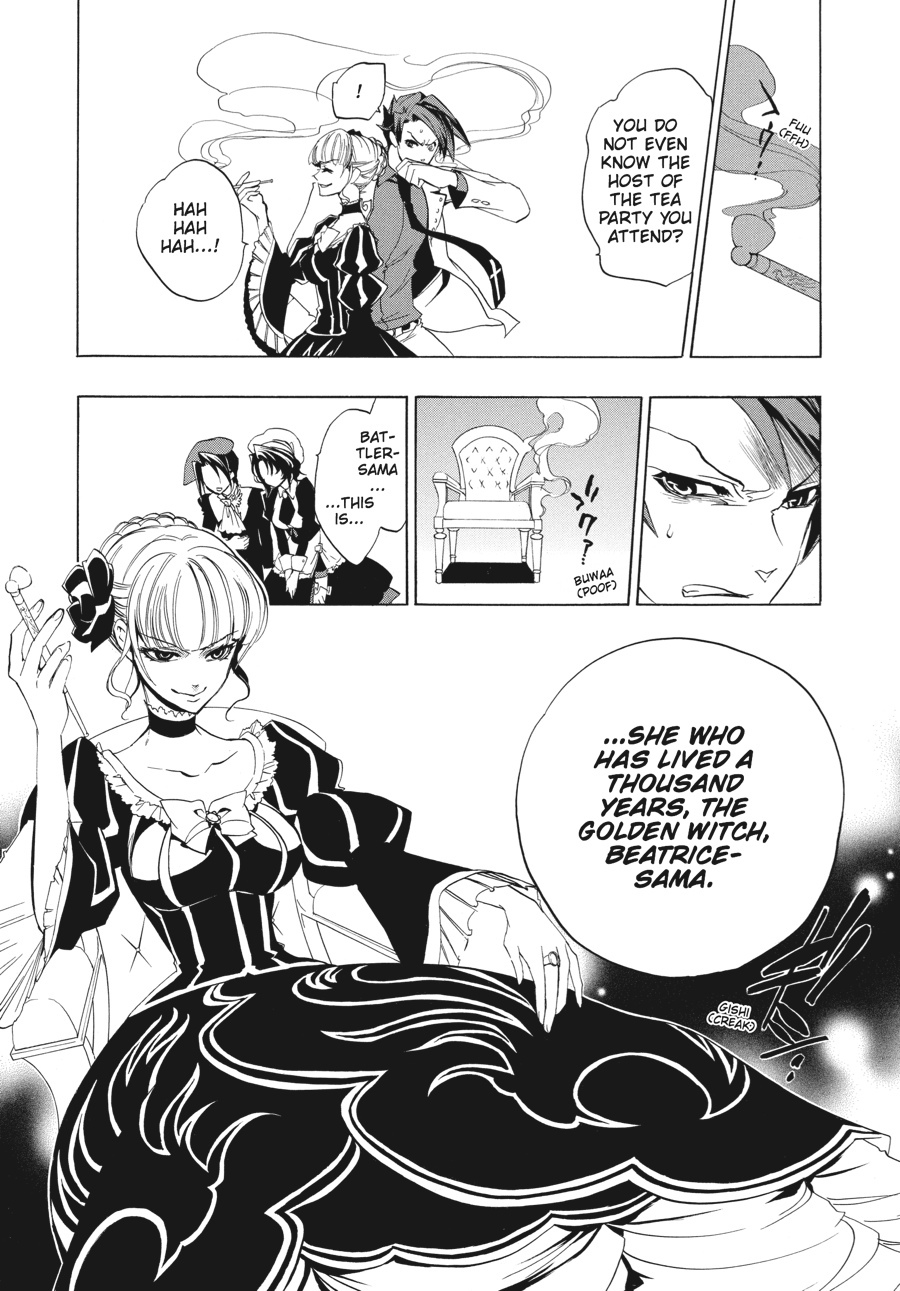 フゥ
FUU
(FFH)
YOU DO
NOT EVEN
KNOW THE
HOST OF
THE TEA
PARTY YOU
ATTEND?
!
HAH
HAH
HAH...!
BUWAA
(POOF)
BAT-
TLER-
SAMA
...
...THIS
IS...
...SHE WHO
HAS LIVED A
THOUSAND
YEARS, THE
GOLDEN WITCH,
BEATRICE-
SAMA.
GISHI
(CREAK)